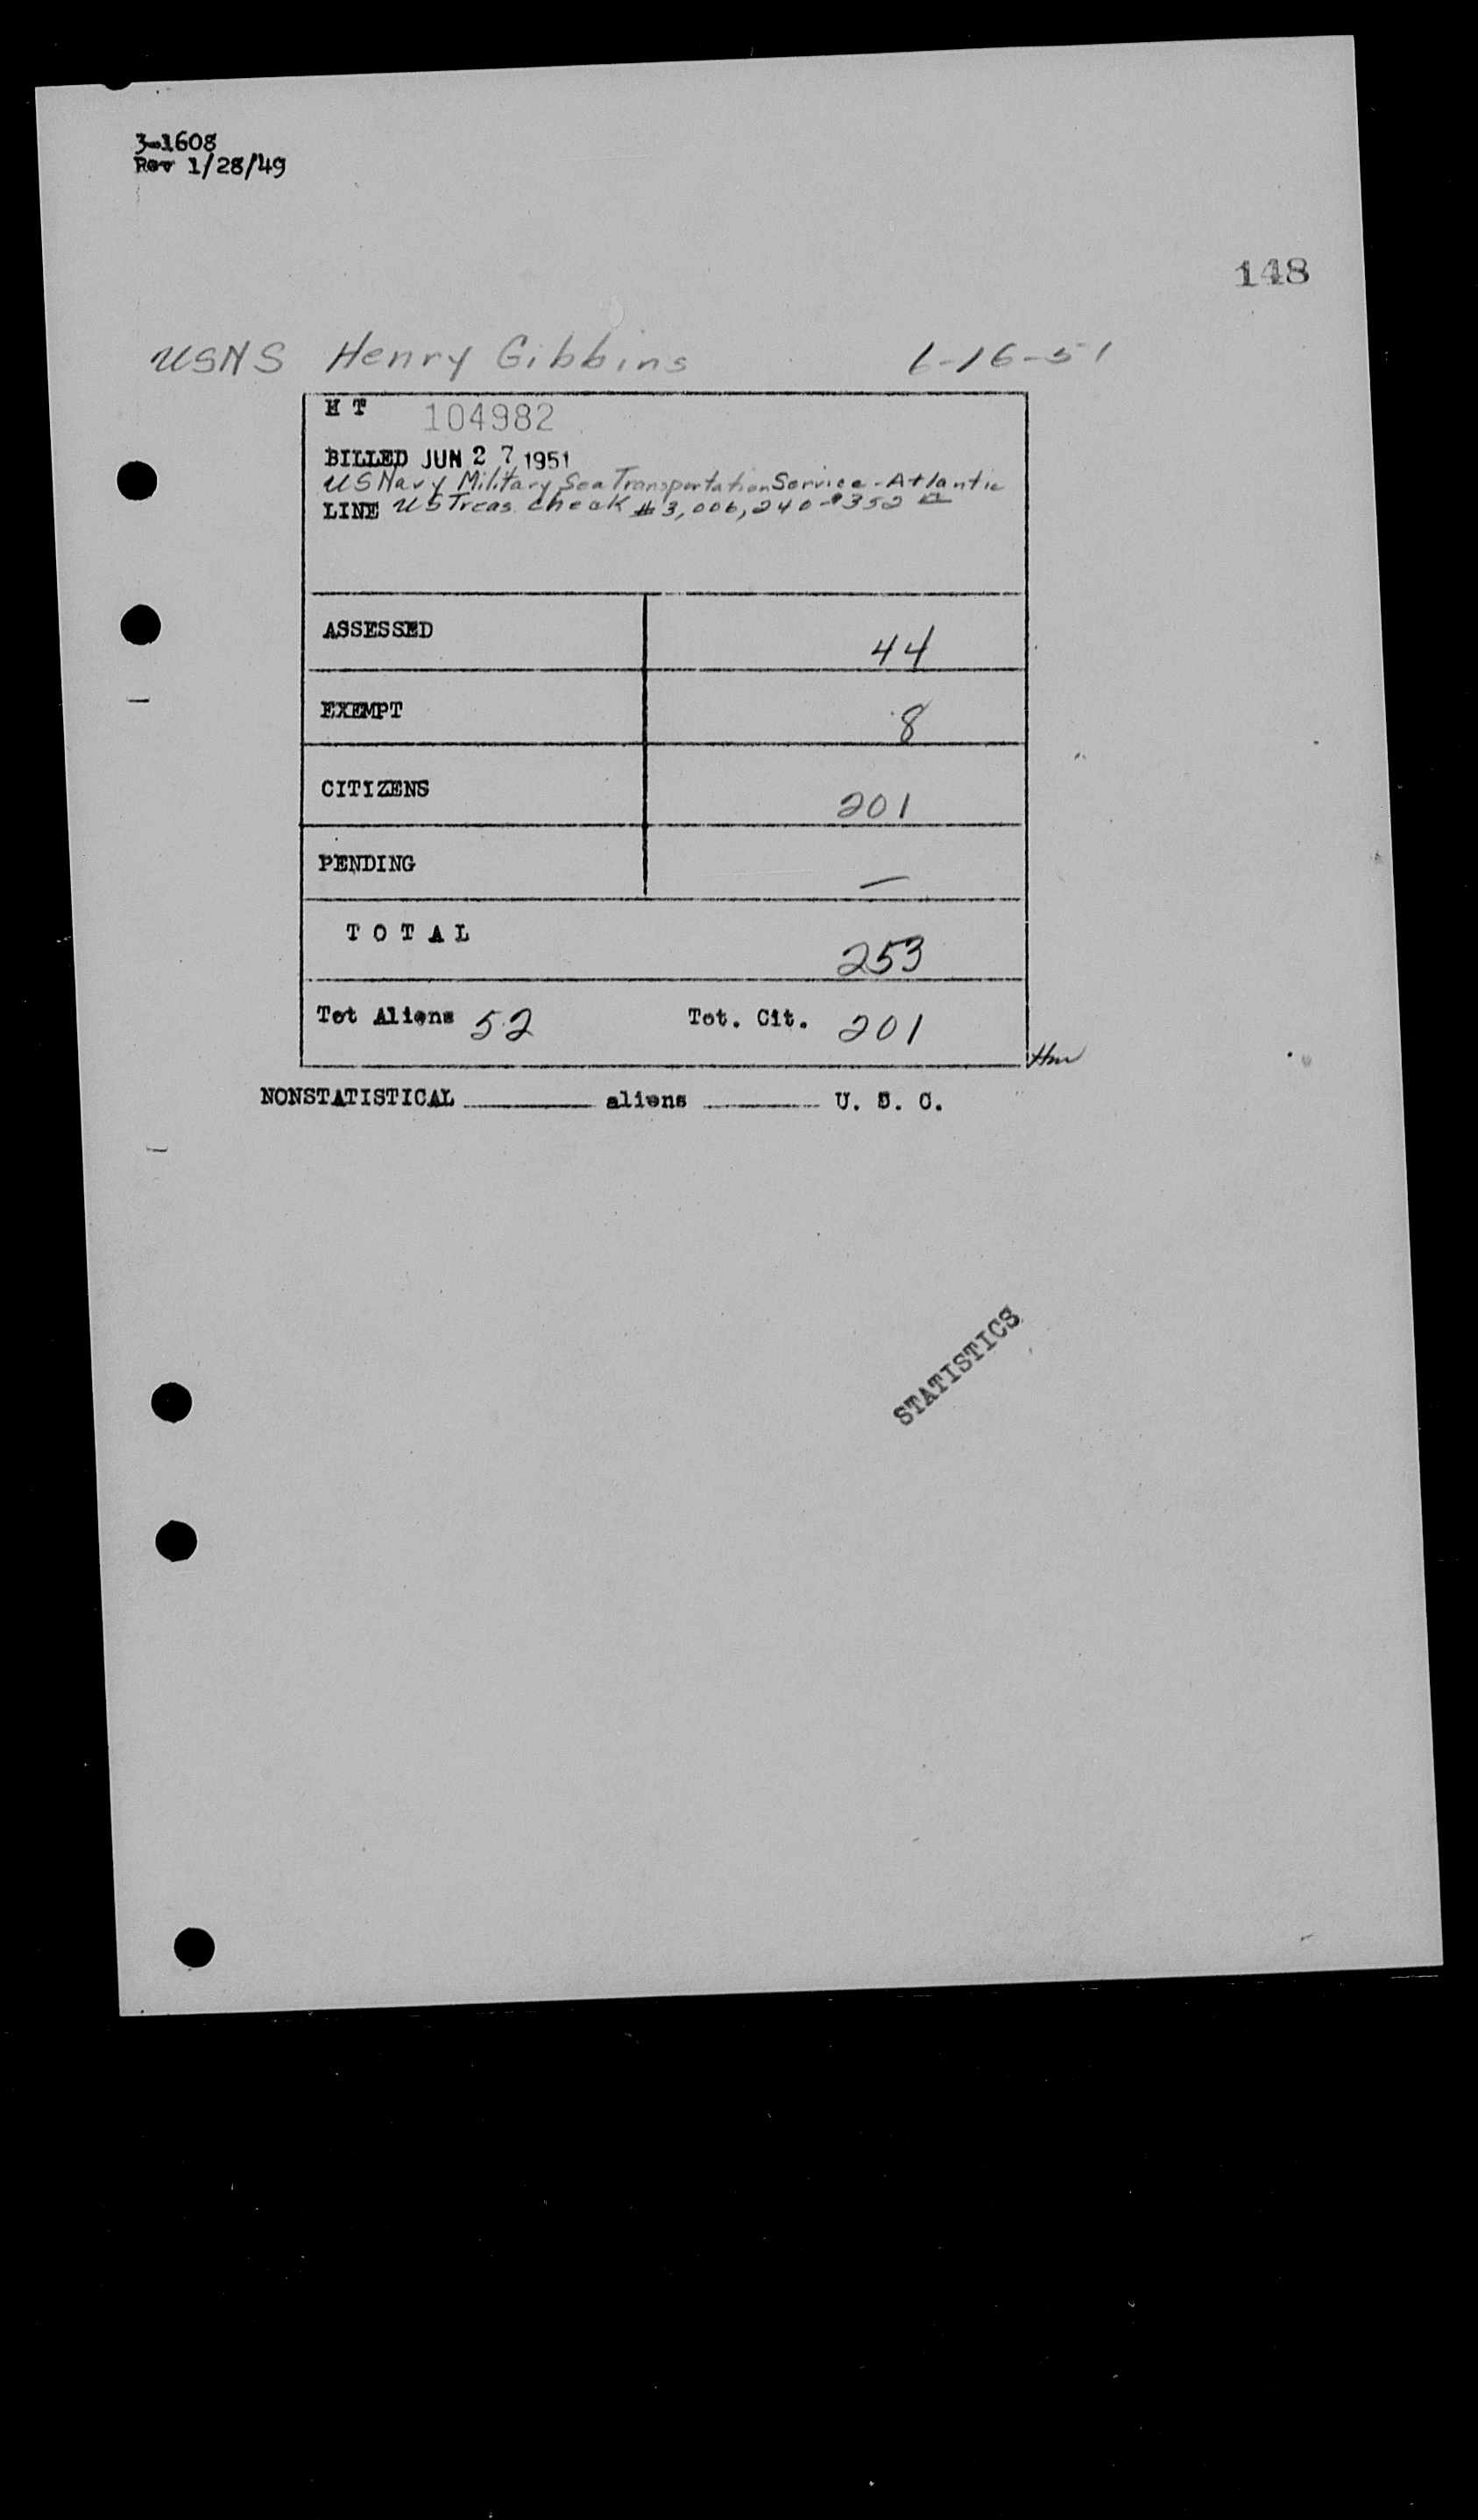 3-1608
Rev 1/28/49
148
USNS Henry Gibbins 6-16-51
H T 104982
BILLED JUN 27 1951
US Navy Military Sea Transportation Service - Atlantic
LINE US Treas. Check # 3,006,240 - $352
ASSESSED 44
EXEMPT 8
CITIZENS 201
PENDING —
TOTAL 253
Tot Aliens 52 Tot. Cit. 201
NONSTATISTICAL ______ aliens ______ U. S. C.
STATISTICS